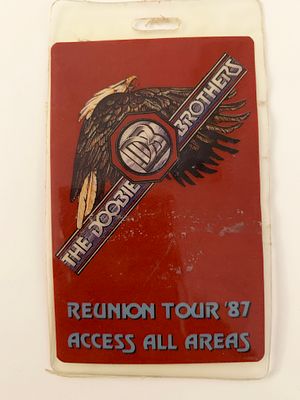 THE DOOBIE BROTHERS
DB
REUNION TOUR '87
ACCESS ALL AREAS